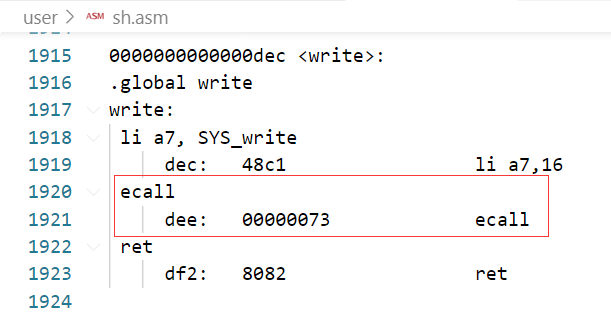 user > ASM sh.asm
1915 0000000000000dec <write>:
1916 .global write
1917 write:
1918 li a7, SYS_write
1919 dec: 48c1 li a7,16
1920 ecall
1921 dee: 00000073 ecall
1922 ret
1923 df2: 8082 ret
1924